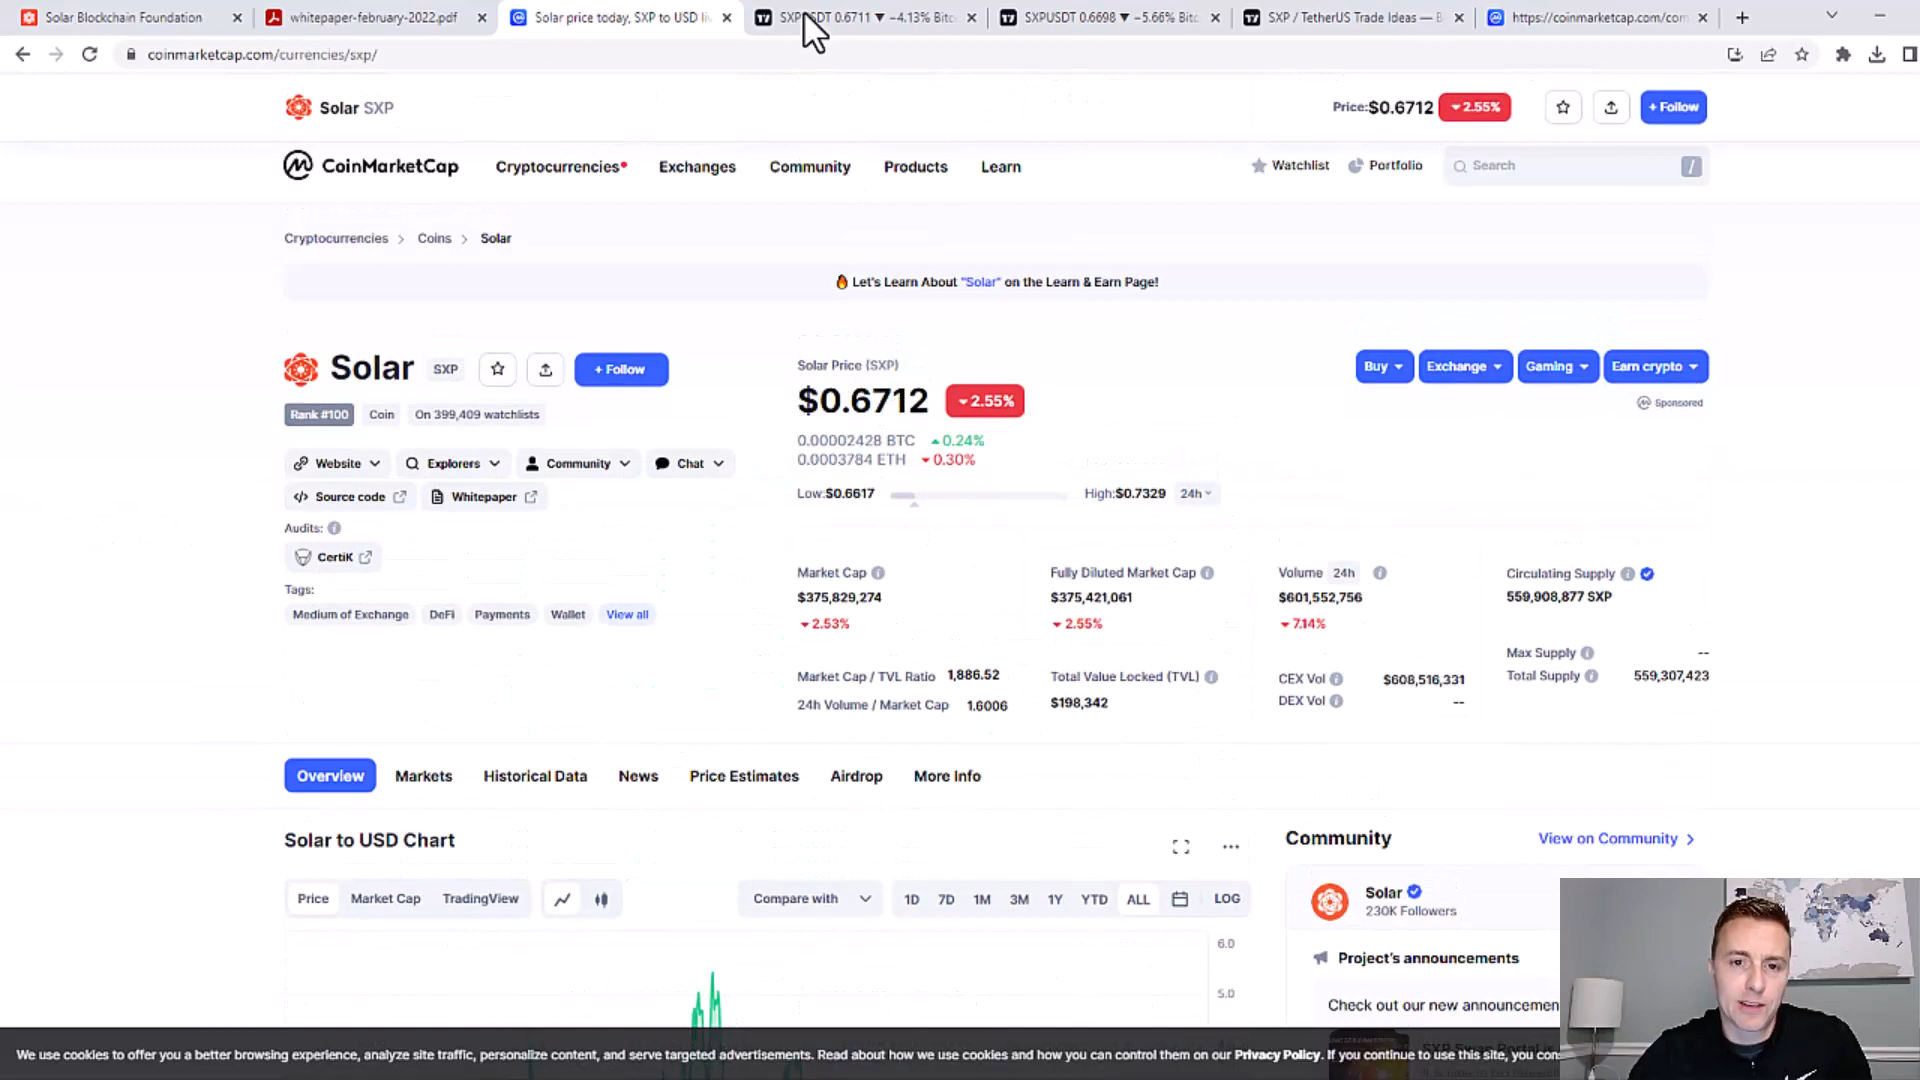 Solar Blockchain Foundation
whitepaper-february-2022.pdf
Solar price today, SXP to USD li
SXPUSDT 0.6711 ▼ −4.13% Bitc
SXPUSDT 0.6698 ▼ −5.66% Bitc
SXP / TetherUS Trade Ideas — B
https://coinmarketcap.com/com
coinmarketcap.com/currencies/sxp/
Solar SXP
Price:$0.6712 2.55%
+ Follow
CoinMarketCap
Cryptocurrencies
Exchanges
Community
Products
Learn
Watchlist
Portfolio
Search /
Cryptocurrencies > Coins > Solar
Let's Learn About "Solar" on the Learn & Earn Page!
Solar SXP
+ Follow
Rank #100
Coin
On 399,409 watchlists
Website
Explorers
Community
Chat
Source code
Whitepaper
Audits:
CertiK
Tags:
Medium of Exchange
DeFi
Payments
Wallet
View all
Solar Price (SXP)
$0.6712 2.55%
0.00002428 BTC 0.24%
0.0003784 ETH 0.30%
Low:$0.6617
High:$0.7329 24h
Buy
Exchange
Gaming
Earn crypto
Sponsored
Market Cap
$375,829,274
2.53%
Fully Diluted Market Cap
$375,421,061
2.55%
Volume 24h
$601,552,756
7.14%
Circulating Supply
559,908,877 SXP
Market Cap / TVL Ratio 1,886.52
24h Volume / Market Cap 1.6006
Total Value Locked (TVL)
$198,342
CEX Vol $608,516,331
DEX Vol --
Max Supply --
Total Supply 559,307,423
Overview
Markets
Historical Data
News
Price Estimates
Airdrop
More Info
Solar to USD Chart
Price
Market Cap
TradingView
Compare with
1D
7D
1M
3M
1Y
YTD
ALL
LOG
6.0
5.0
Community
View on Community >
Solar
230K Followers
Project's announcements
Check out our new announcemen
We use cookies to offer you a better browsing experience, analyze site traffic, personalize content, and serve targeted advertisements. Read about how we use cookies and how you can control them on our Privacy Policy. If you continue to use this site, you con